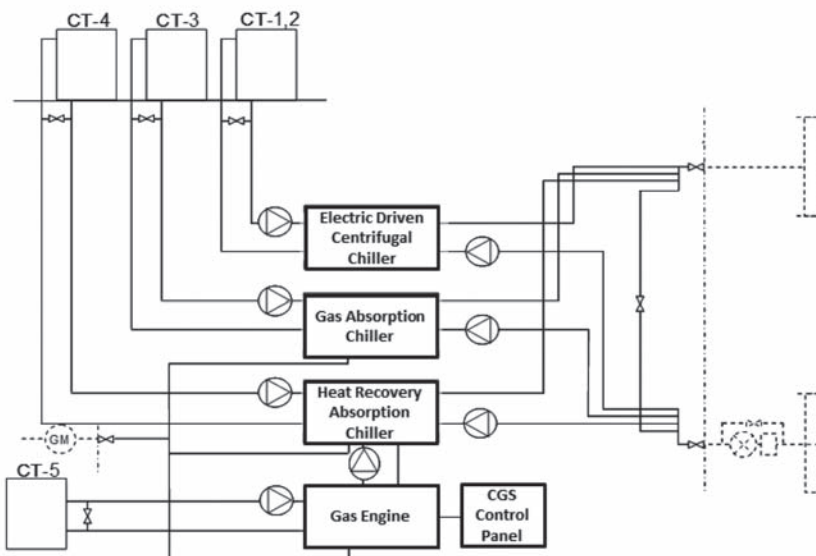 CT-4
CT-3
CT-1,2
Electric Driven
Centrifugal
Chiller
Gas Absorption
Chiller
Heat Recovery
Absorption
Chiller
GM
CT-5
Gas Engine
CGS
Control
Panel